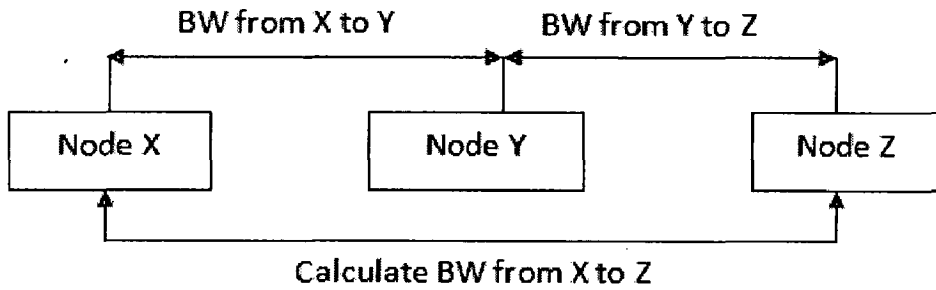 BW from X to Y
BW from Y to Z
Node X
Node Y
Node Z
Calculate BW from X to Z